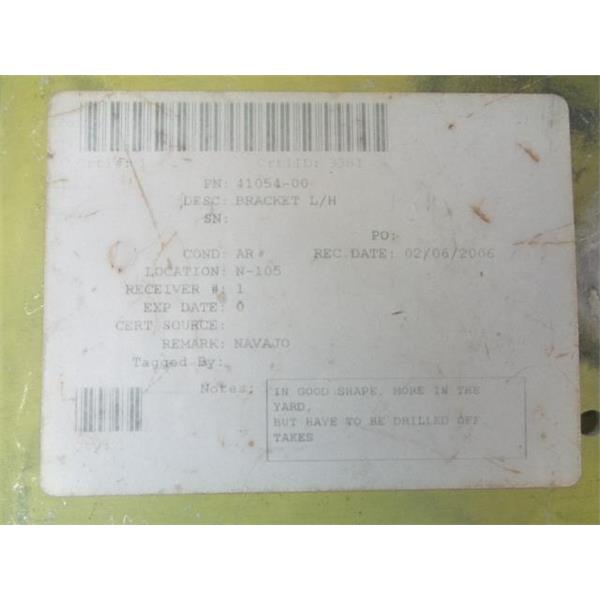 CtrlID: 3381
PN: 41054-00
DESC: BRACKET L/H
SN:
PO:
COND: AR REC.DATE: 02/06/2006
LOCATION: N-105
RECEIVER #: 1
EXP DATE: 0
CERT SOURCE:
REMARK: NAVAJO
Tagged By:
Notes:
IN GOOD SHAPE. MORE IN THE
YARD,
BUT HAVE TO BE DRILLED OFF.
TAKES